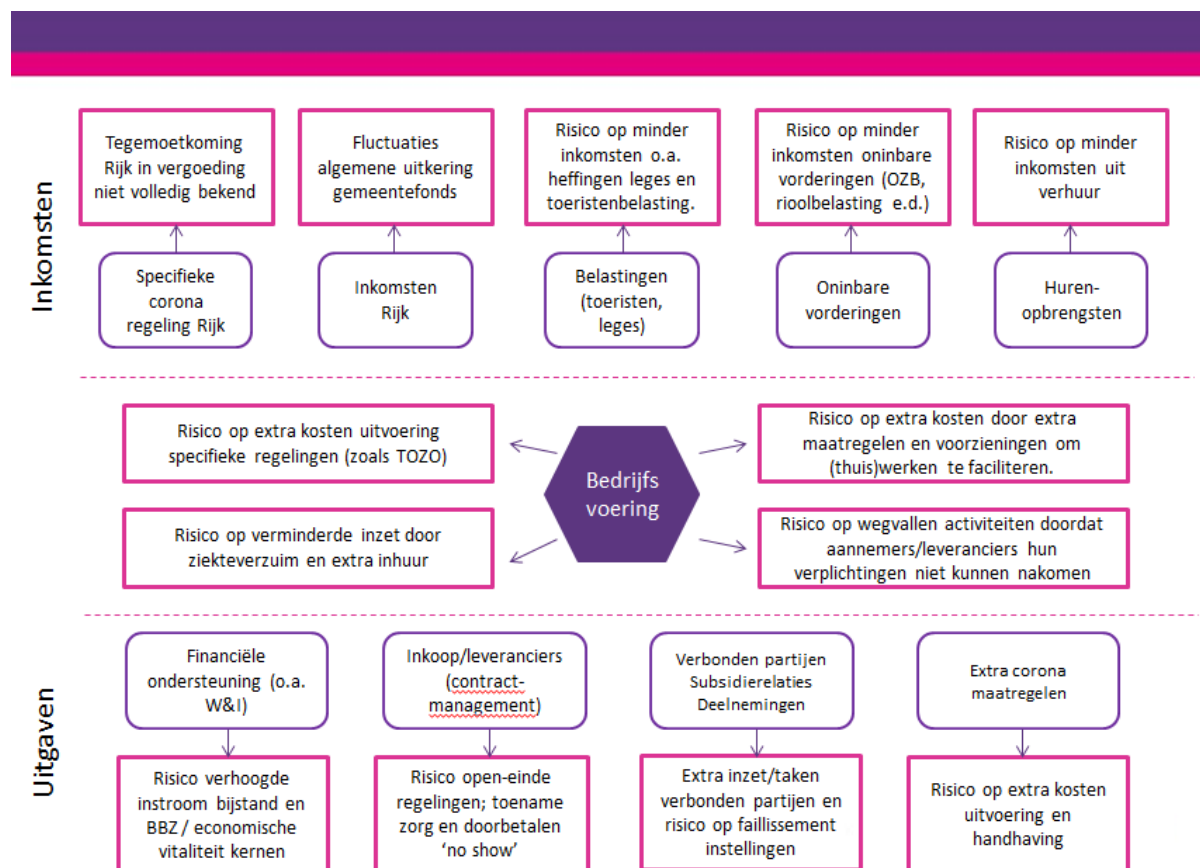 Inkomsten
Tegemoetkoming
Rijk in vergoeding
niet volledig bekend
Fluctuaties
algemene uitkering
gemeentefonds
Risico op minder
inkomsten o.a.
heffingen leges en
toeristenbelasting.
Risico op minder
inkomsten oninbare
vorderingen (OZB,
rioolbelasting e.d.)
Risico op minder
inkomsten uit
verhuur
Specifieke
corona
regeling Rijk
Inkomsten
Rijk
Belastingen
(toeristen,
leges)
Oninbare
vorderingen
Huren-
opbrengsten
Risico op extra kosten uitvoering
specifieke regelingen (zoals TOZO)
Risico op verminderde inzet door
ziekteverzuim en extra inhuur
Bedrijfs
voering
Risico op extra kosten door extra
maatregelen en voorzieningen om
(thuis)werken te faciliteren.
Risico op wegvallen activiteiten doordat
aannemers/leveranciers hun
verplichtingen niet kunnen nakomen
Uitgaven
Financiële
ondersteuning (o.a.
W&I)
Inkoop/leveranciers
(contract-
management)
Verbonden partijen
Subsidierelaties
Deelnemingen
Extra corona
maatregelen
Risico verhoogde
instroom bijstand en
BBZ / economische
vitaliteit kernen
Risico open-einde
regelingen; toename
zorg en doorbetalen
‘no show’
Extra inzet/taken
verbonden partijen en
risico op faillissement
instellingen
Risico op extra kosten
uitvoering en
handhaving